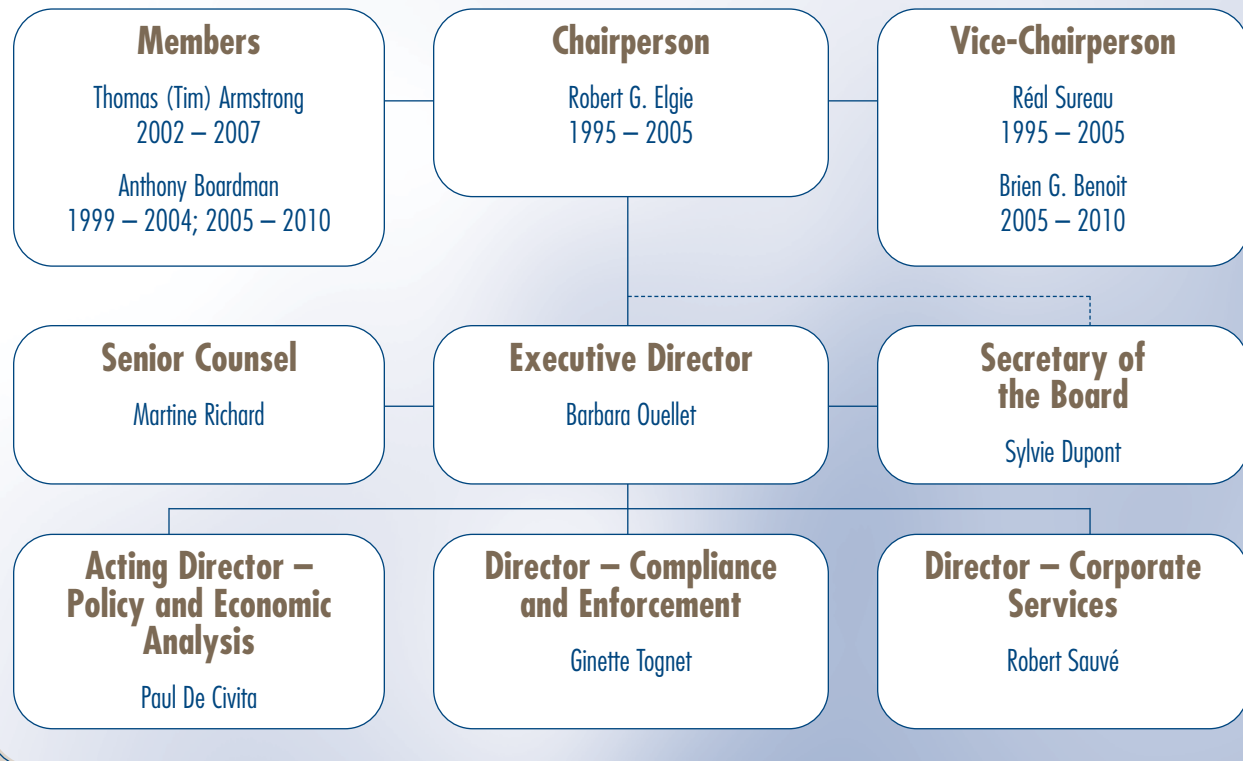 Members
Thomas (Tim) Armstrong
2002 – 2007
Anthony Boardman
1999 – 2004; 2005 – 2010
Chairperson
Robert G. Elgie
1995 – 2005
Vice-Chairperson
Réal Sureau
1995 – 2005
Brien G. Benoit
2005 – 2010
Senior Counsel
Martine Richard
Executive Director
Barbara Ouellet
Secretary of
the Board
Sylvie Dupont
Acting Director –
Policy and Economic
Analysis
Paul De Civita
Director – Compliance
and Enforcement
Ginette Tognet
Director – Corporate
Services
Robert Sauvé